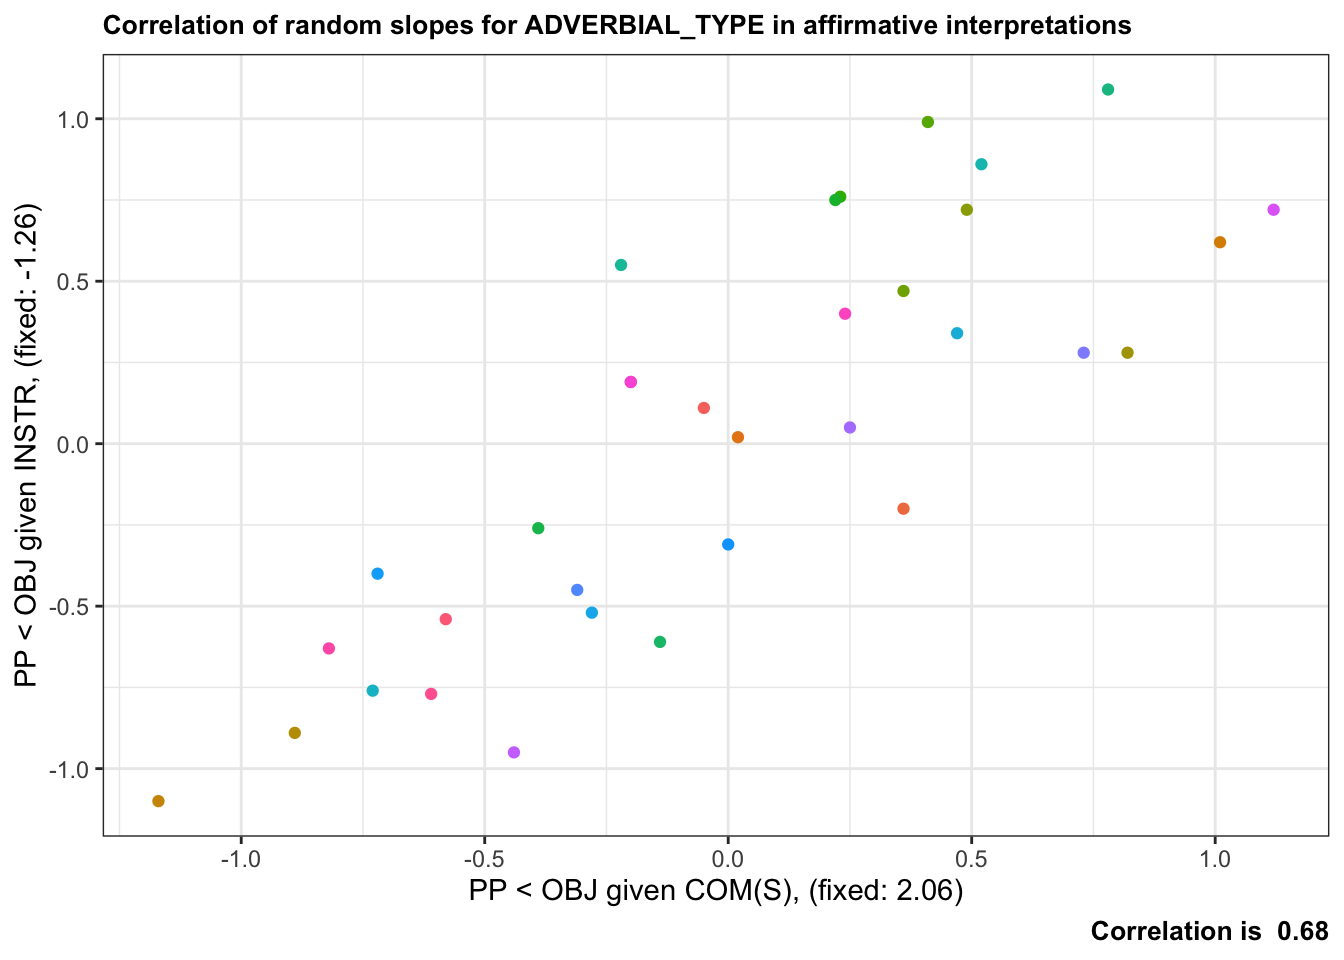 Correlation of random slopes for ADVERBIAL_TYPE in affirmative interpretations
PP < OBJ given INSTR, (fixed: -1.26)
1.0
0.5
0.0
-0.5
-1.0
-1.0 -0.5 0.0 0.5 1.0
PP < OBJ given COM(S), (fixed: 2.06)
Correlation is  0.68